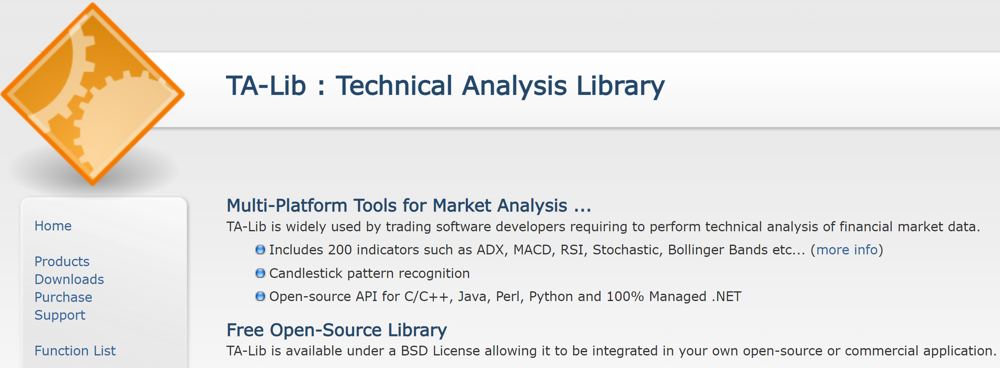 TA-Lib : Technical Analysis Library
Home
Products
Downloads
Purchase
Support
Function List
Multi-Platform Tools for Market Analysis ...
TA-Lib is widely used by trading software developers requiring to perform technical analysis of financial market data.
Includes 200 indicators such as ADX, MACD, RSI, Stochastic, Bollinger Bands etc... (more info)
Candlestick pattern recognition
Open-source API for C/C++, Java, Perl, Python and 100% Managed .NET
Free Open-Source Library
TA-Lib is available under a BSD License allowing it to be integrated in your own open-source or commercial application.